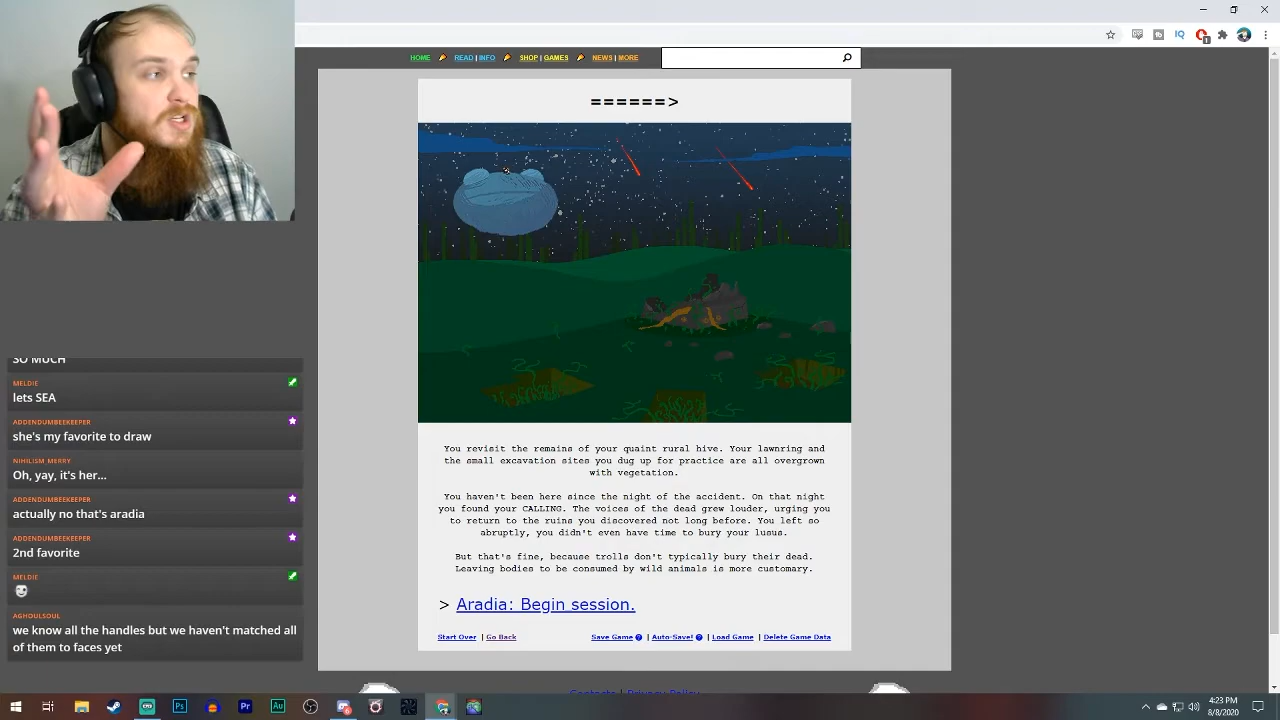 HOME READ | INFO SHOP | GAMES NEWS | MORE
======>
You revisit the remains of your quaint rural hive. Your lawnring and
the small excavation sites you dug up for practice are all overgrown
with vegetation.
You haven't been here since the night of the accident. On that night
you found your CALLING. The voices of the dead grew louder, urging you
to return to the ruins you discovered not long before. You left so
abruptly, you didn't even have time to bury your lusus.
But that's fine, because trolls don't typically bury their dead.
Leaving bodies to be consumed by wild animals is more customary.
> Aradia: Begin session.
Start Over | Go Back Save Game ? | Auto-Save! ? | Load Game | Delete Game Data
Contacts | Privacy Policy
SO MUCH
MELDIE
lets SEA
ADDENDUMBEEKEEPER
she's my favorite to draw
NIHILISM_MERRY
Oh, yay, it's her...
ADDENDUMBEEKEEPER
actually no that's aradia
ADDENDUMBEEKEEPER
2nd favorite
MELDIE
AGHOULSOUL
we know all the handles but we haven't matched all
of them to faces yet
IQ
1
Ps
Pr
Au
4:23 PM
8/8/2020